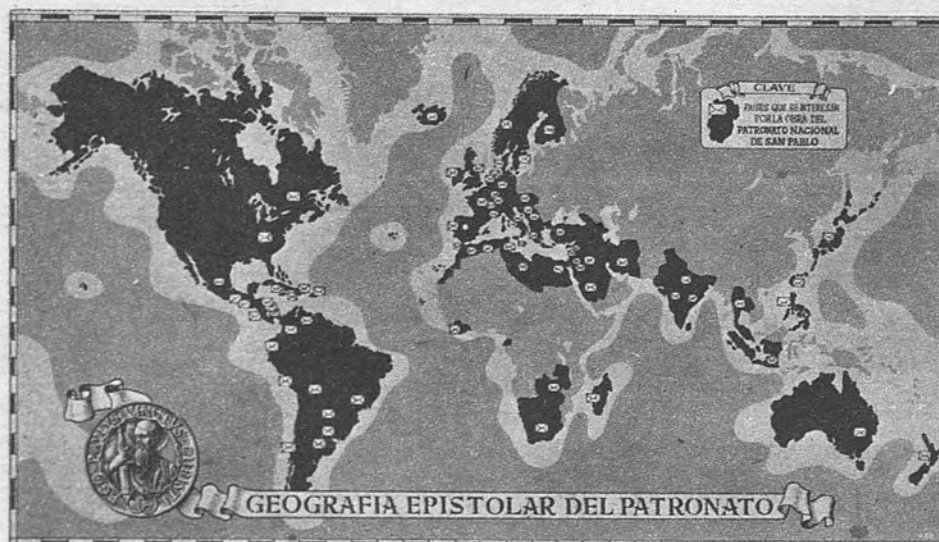 CLAVE
PAISES QUE SE INTERESAN
POR LA OBRA DEL
PATRONATO NACIONAL
DE SAN PABLO
GEOGRAFIA EPISTOLAR DEL PATRONATO